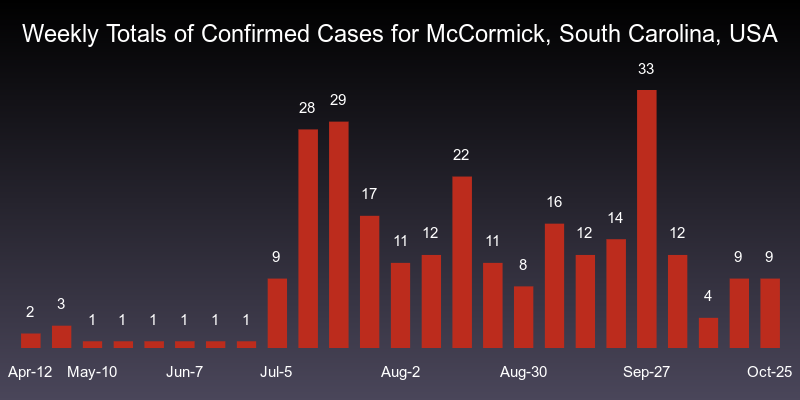 Weekly Totals of Confirmed Cases for McCormick, South Carolina, USA
2 3 1 1 1 1 1 1 9 28 29 17 11 12 22 11 8 16 12 14 33 12 4 9 9
Apr-12 May-10 Jun-7 Jul-5 Aug-2 Aug-30 Sep-27 Oct-25